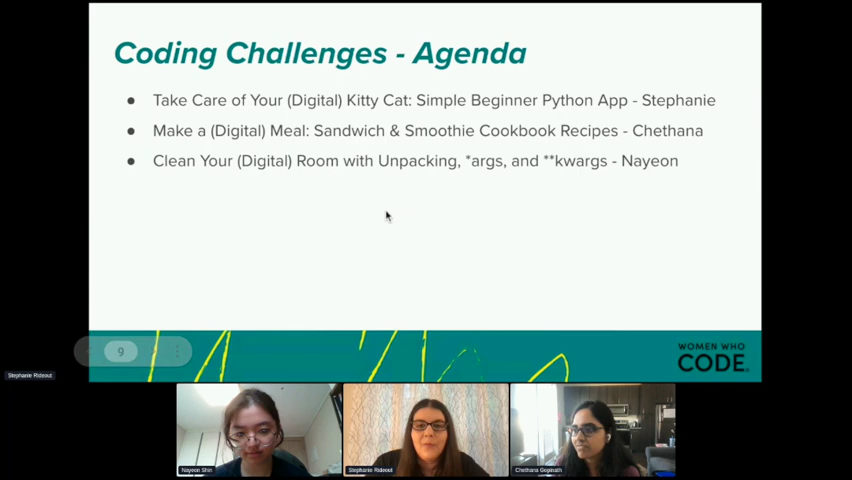 Coding Challenges - Agenda
● Take Care of Your (Digital) Kitty Cat: Simple Beginner Python App - Stephanie
● Make a (Digital) Meal: Sandwich & Smoothie Cookbook Recipes - Chethana
● Clean Your (Digital) Room with Unpacking, *args, and **kwargs - Nayeon
9
WOMEN WHO
CODE.
Stephanie Rideout
Nayeon Shin
Stephanie Rideout
Chethana Gopinath